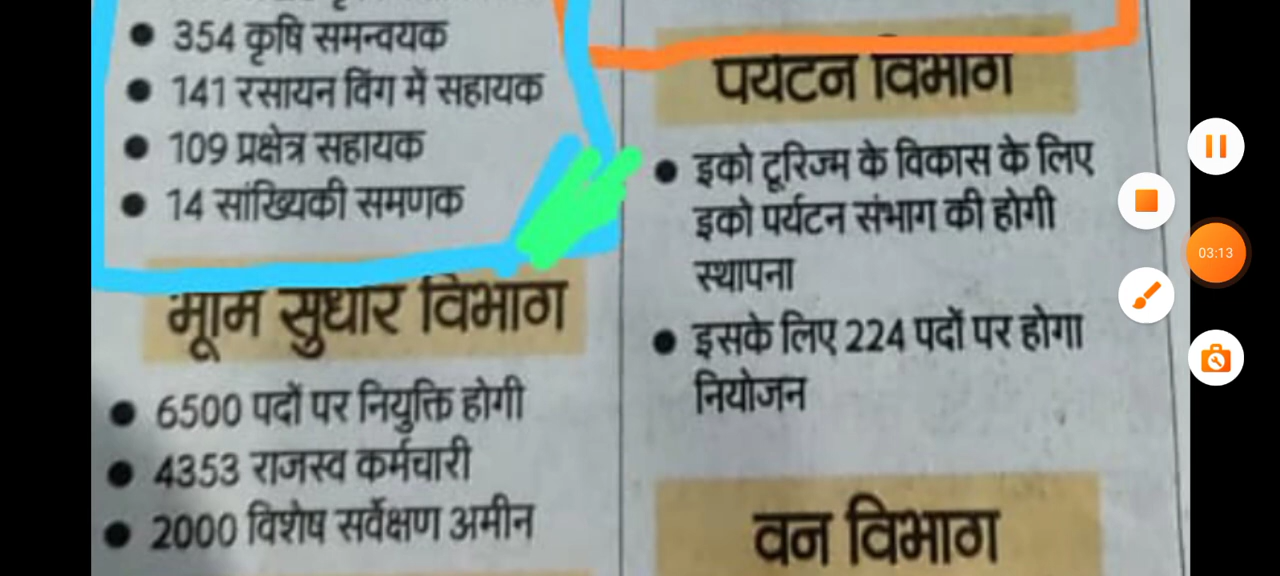 354 कृषि समन्वयक
141 रसायन विंग में सहायक
109 प्रक्षेत्र सहायक
14 सांख्यिकी समणक
भूमि सुधार विभाग
6500 पदों पर नियुक्ति होगी
4353 राजस्व कर्मचारी
2000 विशेष सर्वेक्षण अमीन
पर्यटन विभाग
इको टूरिज्म के विकास के लिए
इको पर्यटन संभाग की होगी
स्थापना
इसके लिए 224 पदों पर होगा
नियोजन
वन विभाग
03:13